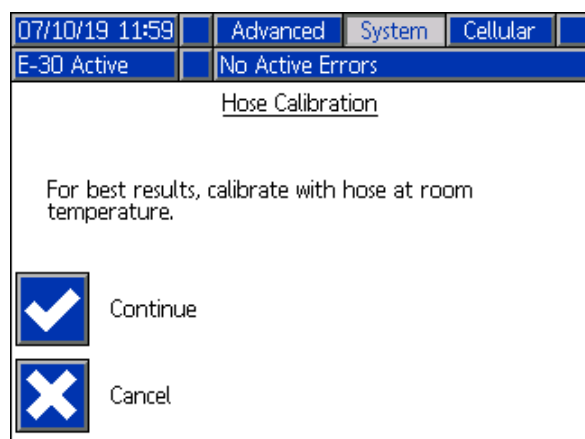 07/10/19 11:59 Advanced System Cellular
E-30 Active No Active Errors
Hose Calibration
For best results, calibrate with hose at room
temperature.
Continue
Cancel